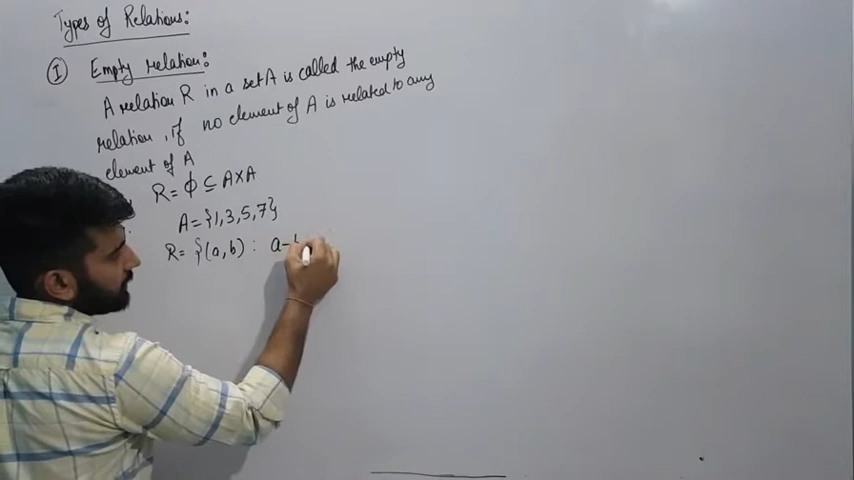 Types of Relations:
(I) Empty relation:
A relation R in a set A is called the empty
relation, if no element of A is related to any
element of A
R = ϕ ⊆ A×A
A = {1,3,5,7}
R = {(a,b) : a-